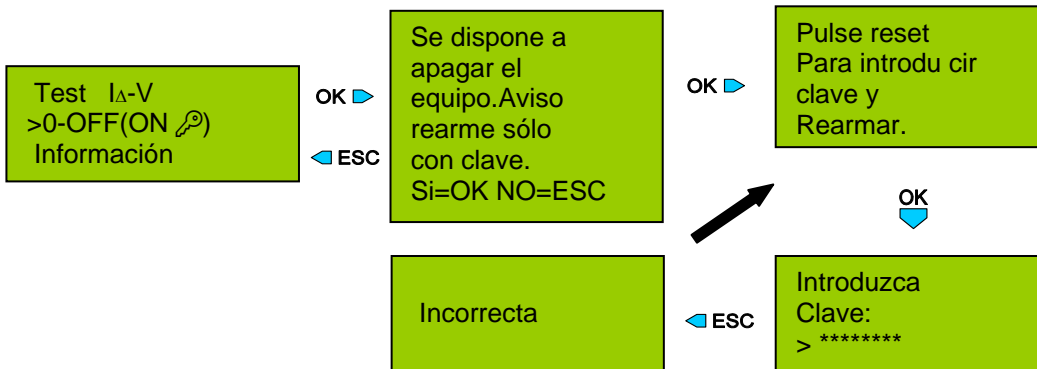 Test I∆-V
>0-OFF(ON 🔑)
Información
OK
ESC
Se dispone a
apagar el
equipo.Aviso
rearme sólo
con clave.
Si=OK NO=ESC
OK
Pulse reset
Para introdu cir
clave y
Rearmar.
OK
Introduzca
Clave:
> ********
ESC
Incorrecta